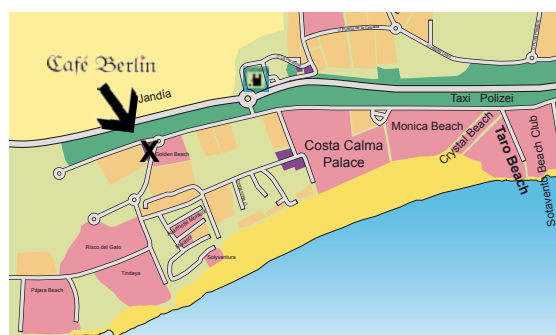 Café Berlin
Jandía
Taxi Polizei
X
Golden Beach
Costa Calma
Palace
Monica Beach
Crystal Beach
Taro Beach
Sotavento Beach Club
Risco del Gato
Solyventura
Tindaya
Pájara Beach